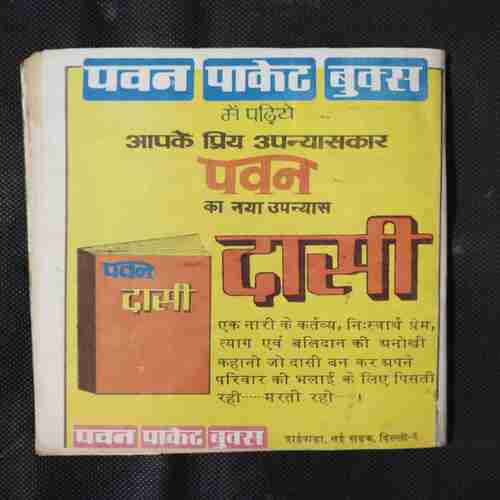 पवन पाकेट बुक्स
में पढ़िये
आपके प्रिय उपन्यासकार
पवन
का नया उपन्यास
दासी
पवन
दासी
एक नारी के कर्तव्य, निःस्वार्थ प्रेम,
त्याग एवं बलिदान की अनोखी
कहानी जो दासी बन कर अपने
परिवार की भलाई के लिए पिसती
रही.....मरती रही....!
पवन पाकेट बुक्स
नई सड़क, दिल्ली-६